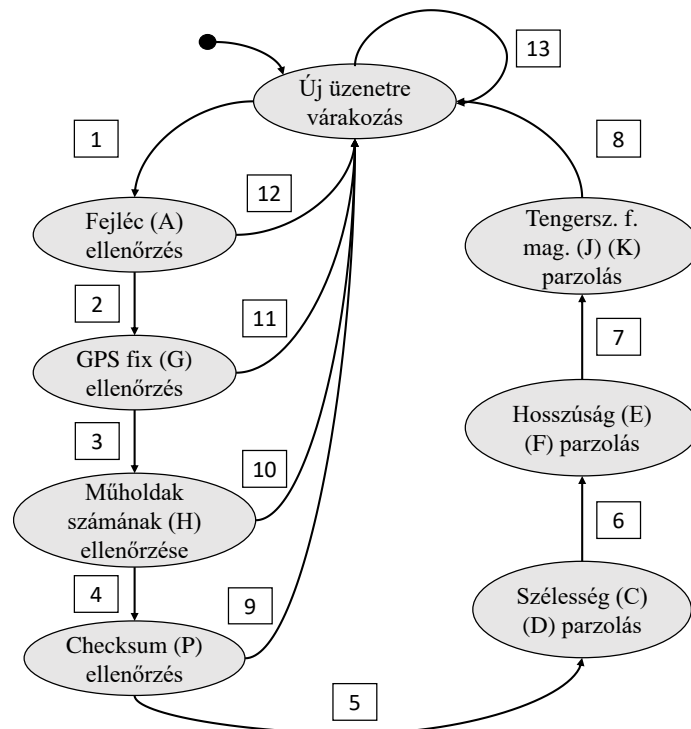 13
Új üzenetre
várakozás
1
8
12
Fejléc (A)
ellenőrzés
Tengersz. f.
mag. (J) (K)
parzolás
2
11
7
GPS fix (G)
ellenőrzés
Hosszúság (E)
(F) parzolás
3
10
Műholdak
számának (H)
ellenőrzése
6
4
9
Szélesség (C)
(D) parzolás
Checksum (P)
ellenőrzés
5